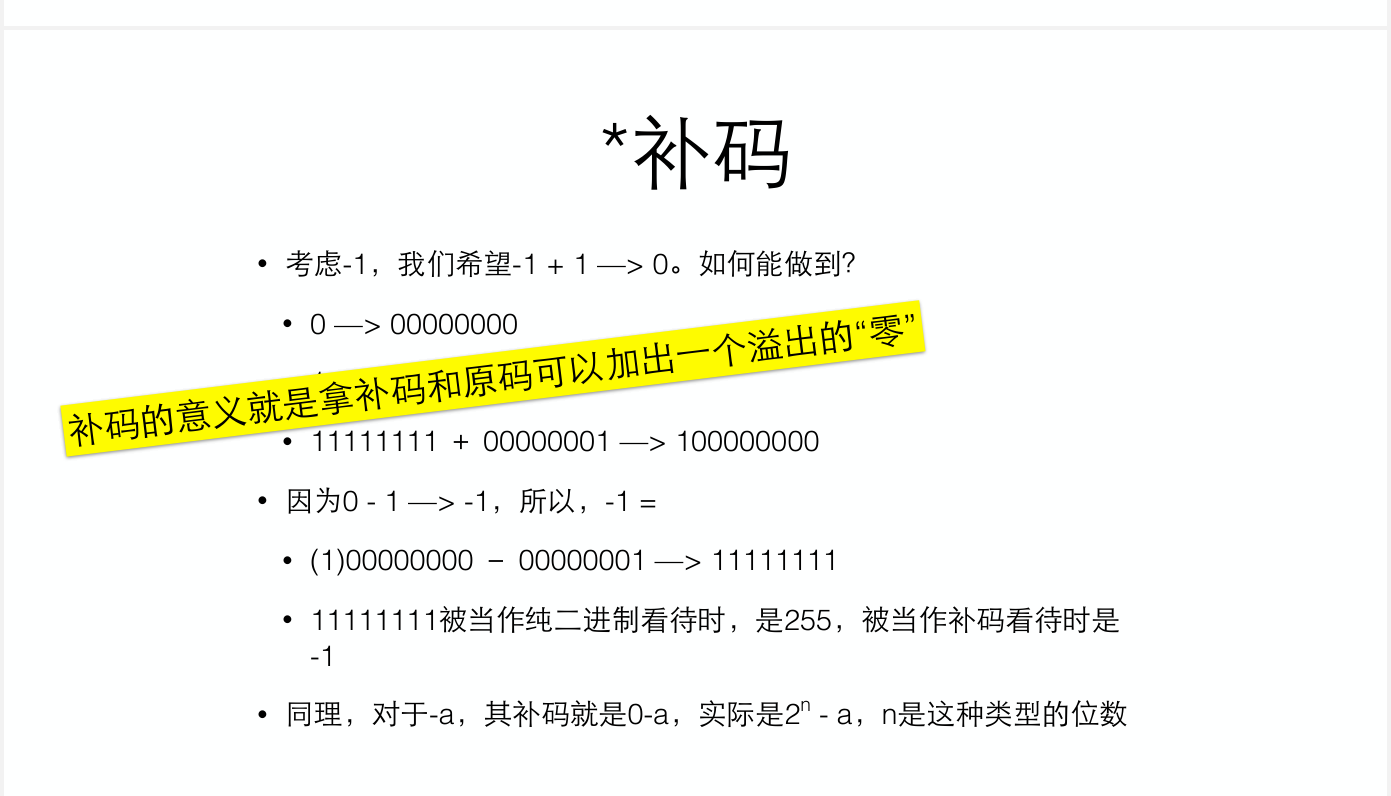 *补码
• 考虑-1，我们希望-1 + 1 —> 0。如何能做到？
• 0 —> 00000000
补码的意义就是拿补码和原码可以加出一个溢出的“零”
• 11111111 + 00000001 —> 100000000
• 因为0 - 1 —> -1，所以，-1 =
• (1)00000000 – 00000001 —> 11111111
• 11111111被当作纯二进制看待时，是255，被当作补码看待时是
-1
• 同理，对于-a，其补码就是0-a，实际是2ⁿ - a，n是这种类型的位数